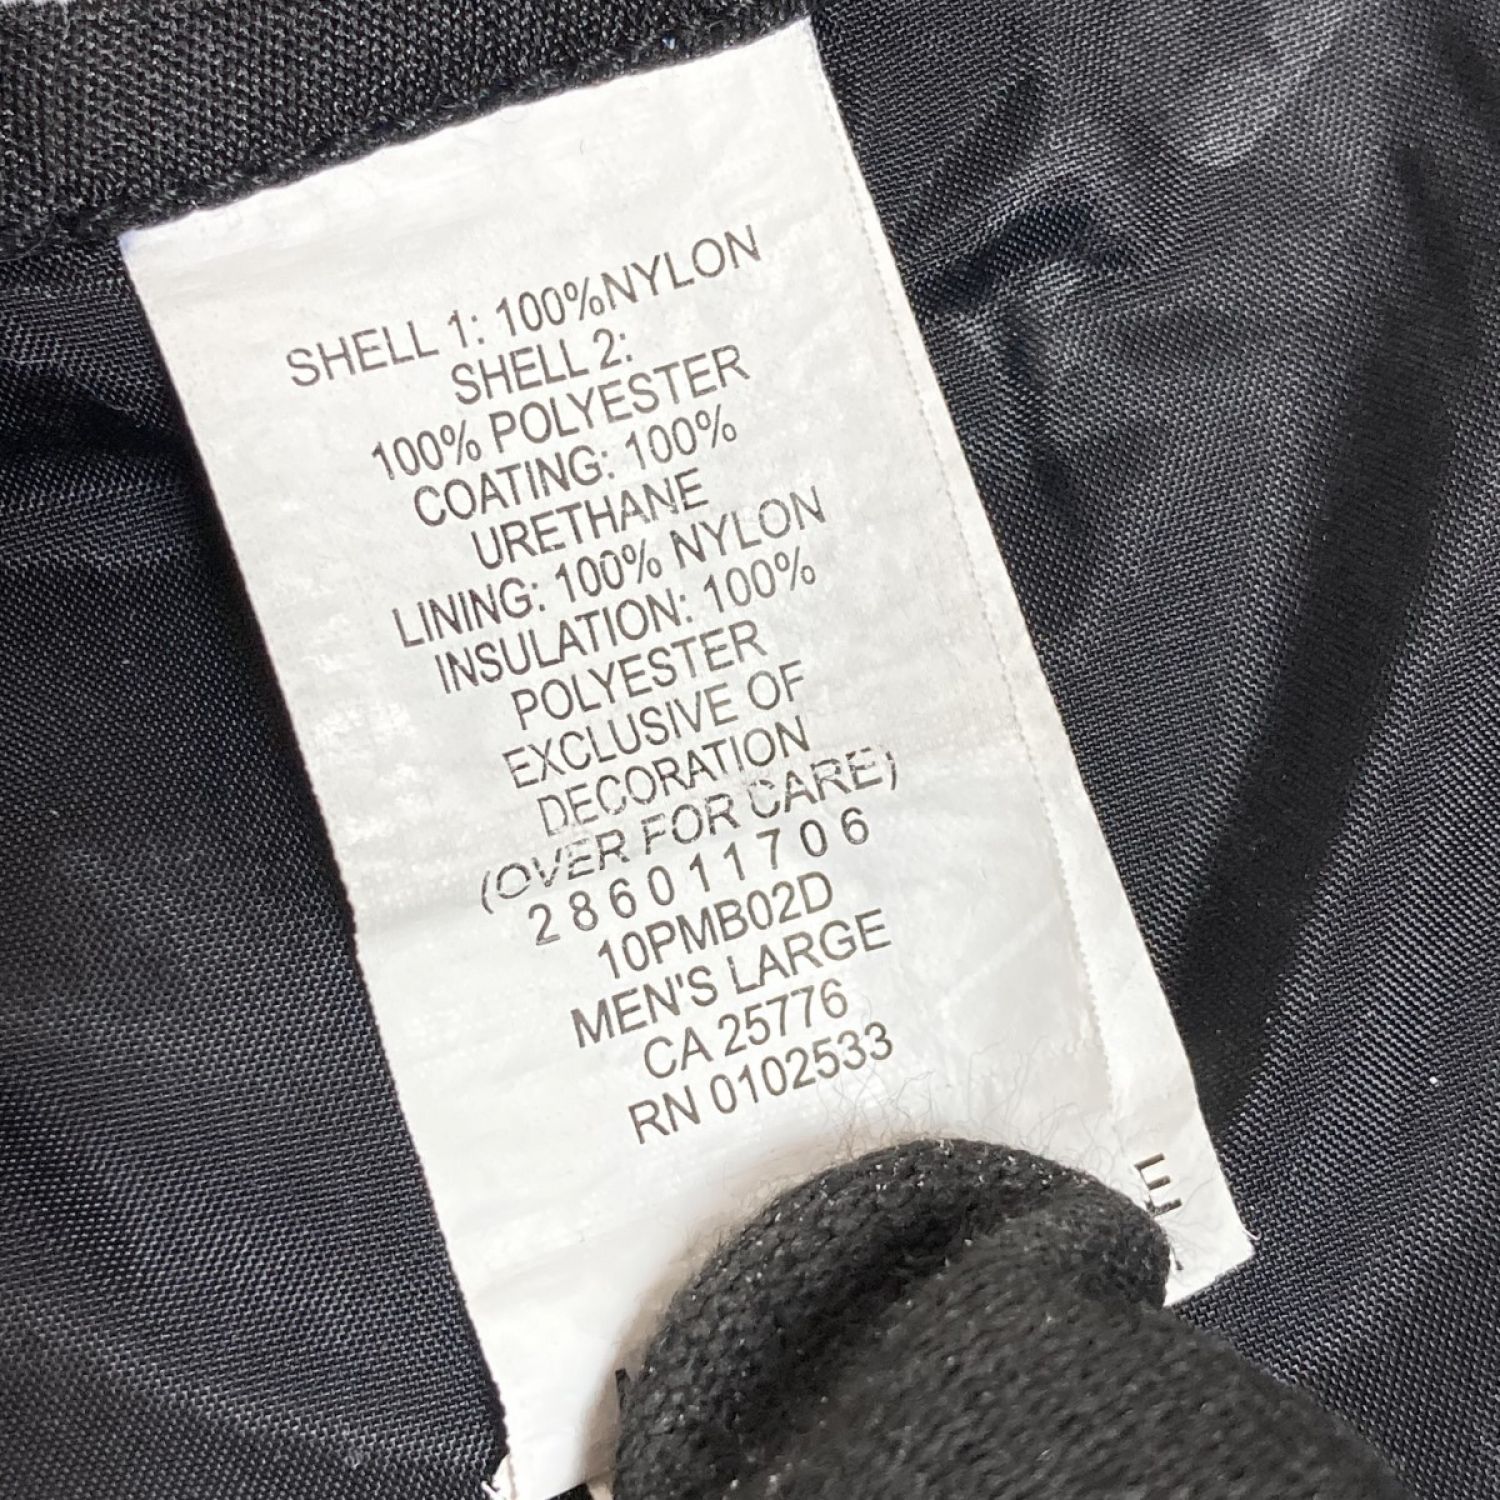 SHELL 1: 100%NYLON
SHELL 2:
100% POLYESTER
COATING: 100%
URETHANE
LINING: 100% NYLON
INSULATION: 100%
POLYESTER
EXCLUSIVE OF
DECORATION
(OVER FOR CARE)
2 8 6 0 1 1 7 0 6
10PMB02D
MEN'S LARGE
CA 25776
RN 0102533